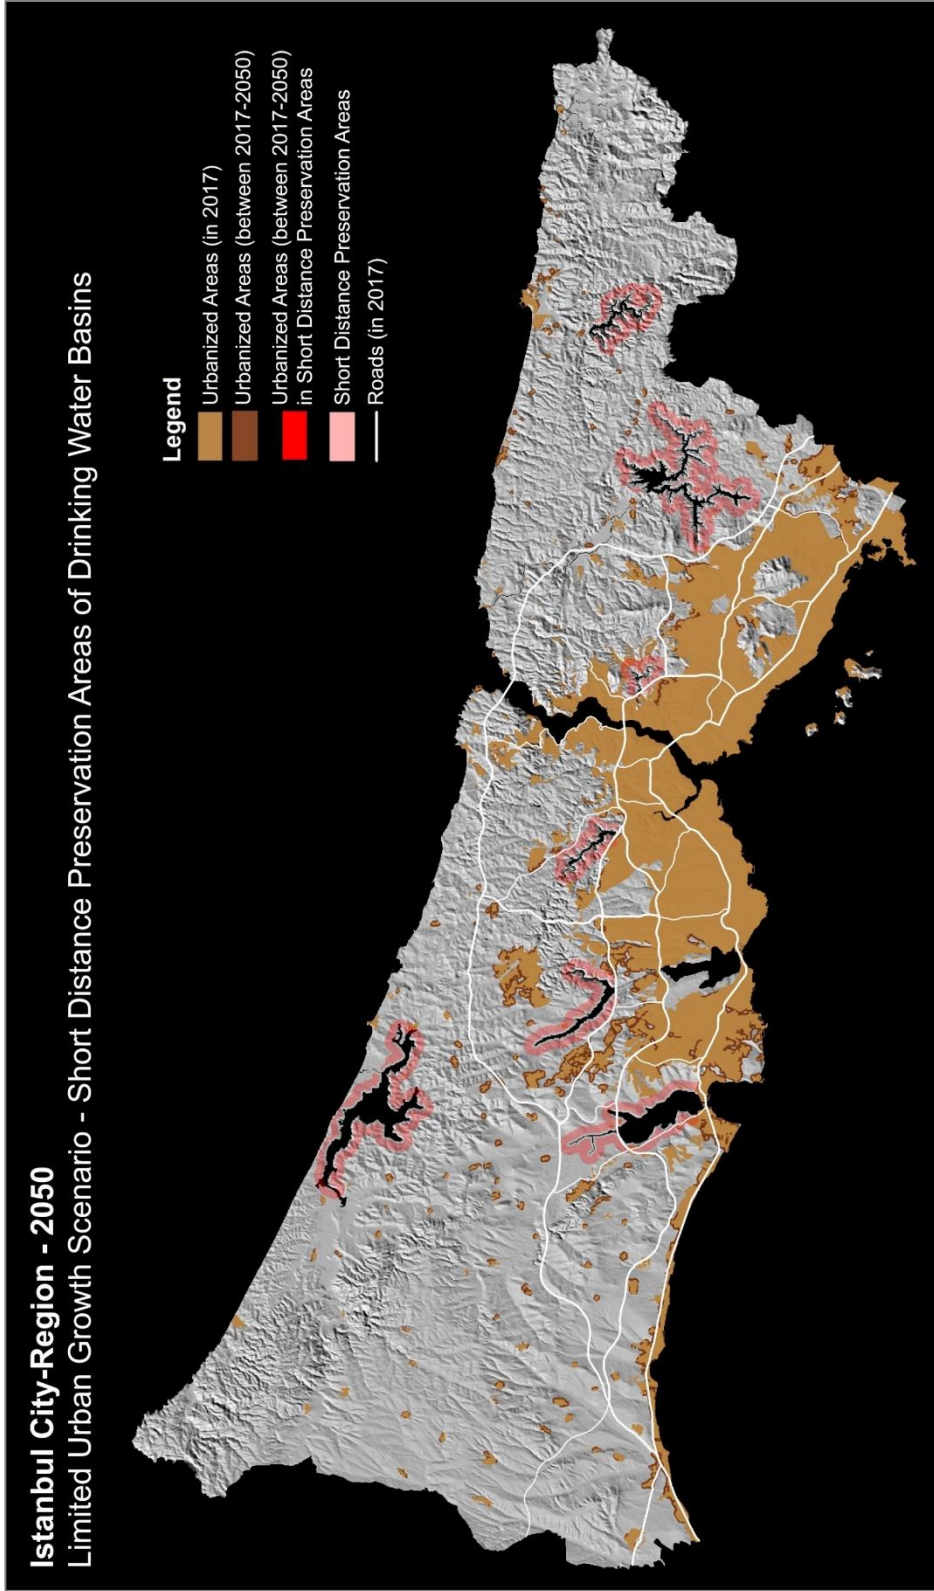 Istanbul City-Region - 2050
Limited Urban Growth Scenario - Short Distance Preservation Areas of Drinking Water Basins
Legend
Urbanized Areas (in 2017)
Urbanized Areas (between 2017-2050)
Urbanized Areas (between 2017-2050)
in Short Distance Preservation Areas
Short Distance Preservation Areas
Roads (in 2017)